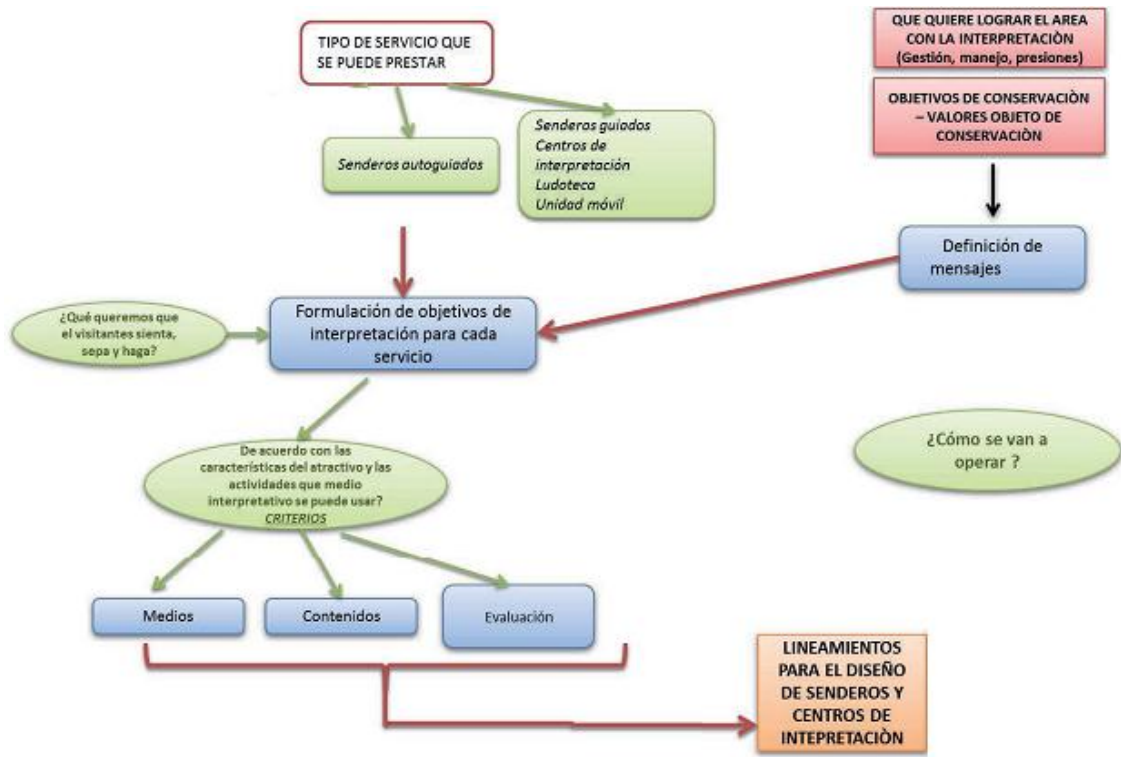 TIPO DE SERVICIO QUE
SE PUEDE PRESTAR
QUE QUIERE LOGRAR EL AREA
CON LA INTERPRETACIÒN
(Gestión, manejo, presiones)
OBJETIVOS DE CONSERVACIÒN
– VALORES OBJETO DE
CONSERVACIÒN
Senderos autoguiados
Senderos guiados
Centros de
interpretación
Ludoteca
Unidad móvil
Definición de
mensajes
¿Qué queremos que
el visitantes sienta,
sepa y haga?
Formulación de objetivos de
interpretación para cada
servicio
De acuerdo con las
características del atractivo y las
actividades que medio
interpretativo se puede usar?
CRITERIOS
¿Cómo se van a
operar ?
Medios
Contenidos
Evaluación
LINEAMIENTOS
PARA EL DISEÑO
DE SENDEROS Y
CENTROS DE
INTEPRETACIÒN